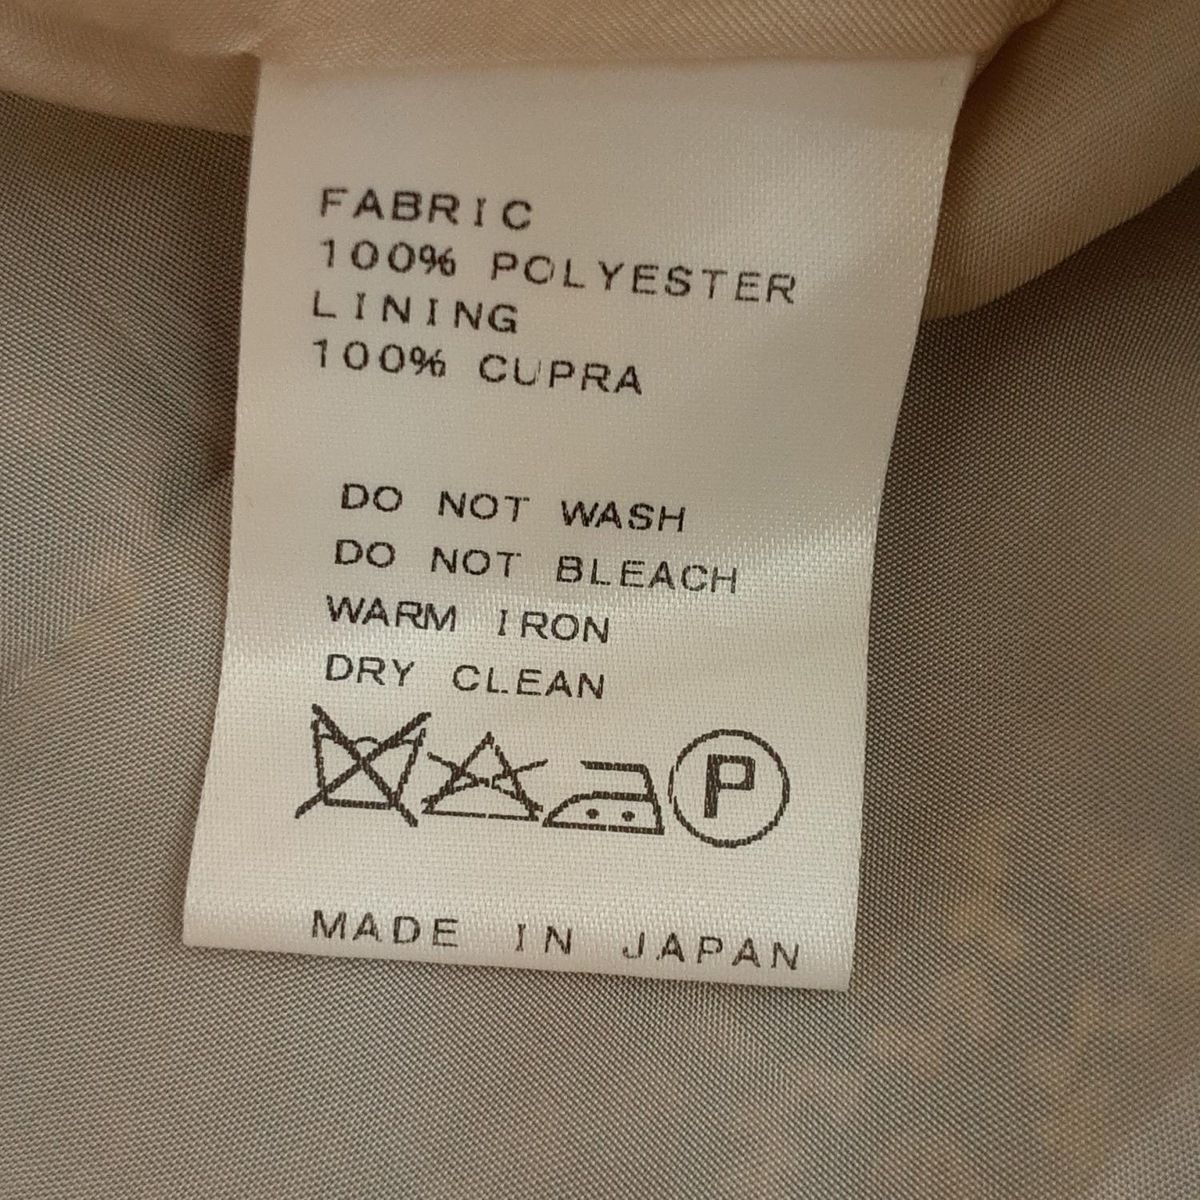 FABRIC
100% POLYESTER
LINING
100% CUPRA
DO NOT WASH
DO NOT BLEACH
WARM IRON
DRY CLEAN
P
MADE IN JAPAN